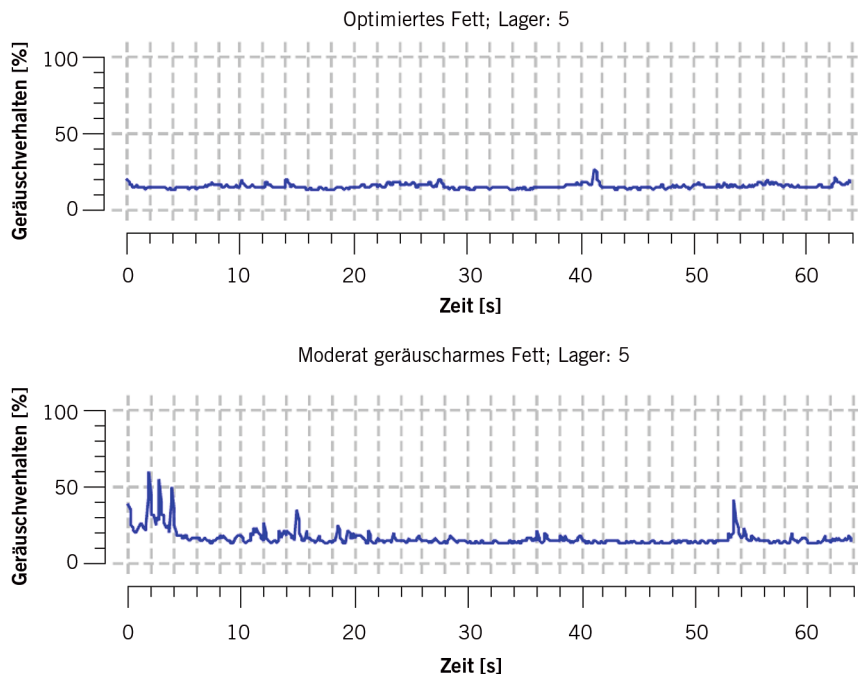 Optimiertes Fett; Lager: 5
Geräuschverhalten [%]
100
50
0
0 10 20 30 40 50 60
Zeit [s]
Moderat geräuscharmes Fett; Lager: 5
Geräuschverhalten [%]
100
50
0
0 10 20 30 40 50 60
Zeit [s]